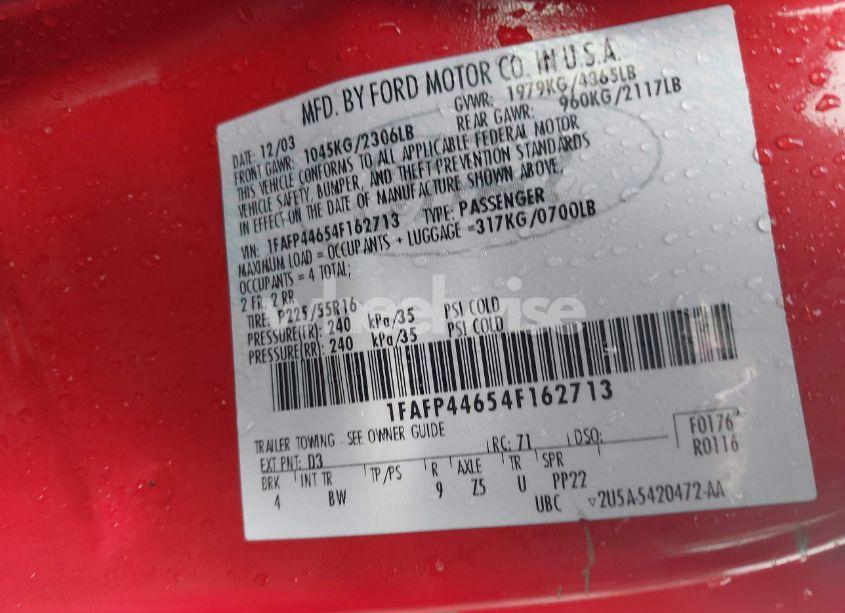 MFD. BY FORD MOTOR CO. IN U.S.A.
DATE: 12/03 GVWR: 1979KG/4365LB
FRONT GAWR: 1045KG/2306LB REAR GAWR: 960KG/2117LB
THIS VEHICLE CONFORMS TO ALL APPLICABLE FEDERAL MOTOR
VEHICLE SAFETY, BUMPER, AND THEFT PREVENTION STANDARDS
IN EFFECT ON THE DATE OF MANUFACTURE SHOWN ABOVE.
VIN: 1FAFP44654F162713 TYPE: PASSENGER
MAXIMUM LOAD = OCCUPANTS + LUGGAGE =317KG/0700LB
OCCUPANTS = 4 TOTAL;
2 FR, 2 RR
TIRE: P225/55R16
PRESSURE(FR): 240 kPa/35 PSI COLD
PRESSURE(RR): 240 kPa/35 PSI COLD
wheelwise
1FAFP44654F162713
TRAILER TOWING - SEE OWNER GUIDE
EXT PNT: D3 RC: 71 DSO: F0176
R0116
BRK INT TR TP/PS R AXLE TR SPR
4 BW 9 Z5 U PP22
UBC ▽2U5A-5420472-AA